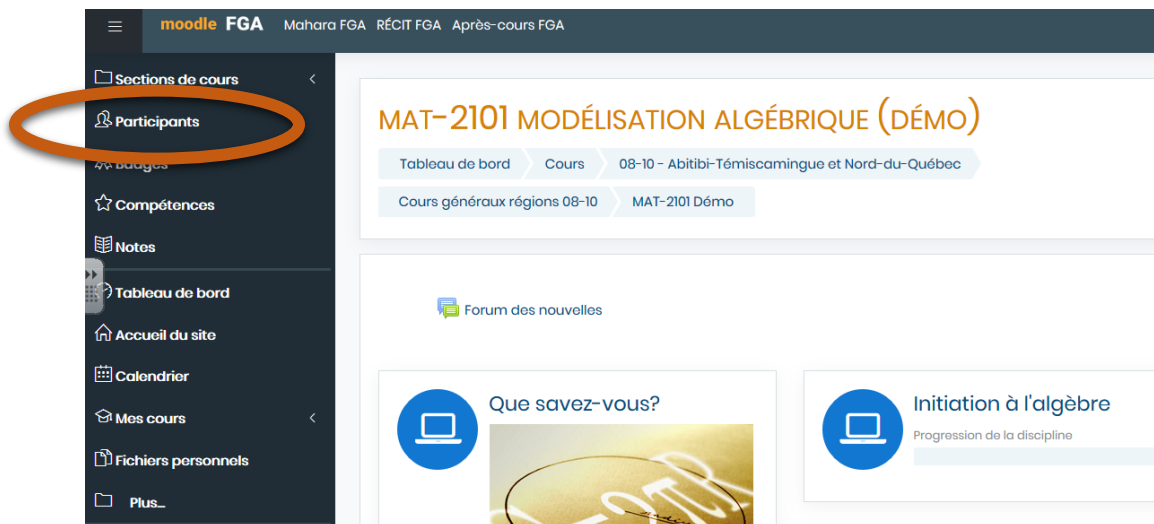 moodle FGA Mahara FGA RÉCIT FGA Après-cours FGA
Sections de cours
Participants
Badges
Compétences
Notes
Tableau de bord
Accueil du site
Calendrier
Mes cours
Fichiers personnels
Plus...
MAT-2101 MODÉLISATION ALGÉBRIQUE (DÉMO)
Tableau de bord Cours 08-10 - Abitibi-Témiscamingue et Nord-du-Québec
Cours généraux régions 08-10 MAT-2101 Démo
Forum des nouvelles
Que savez-vous?
Initiation à l'algèbre
Progression de la discipline